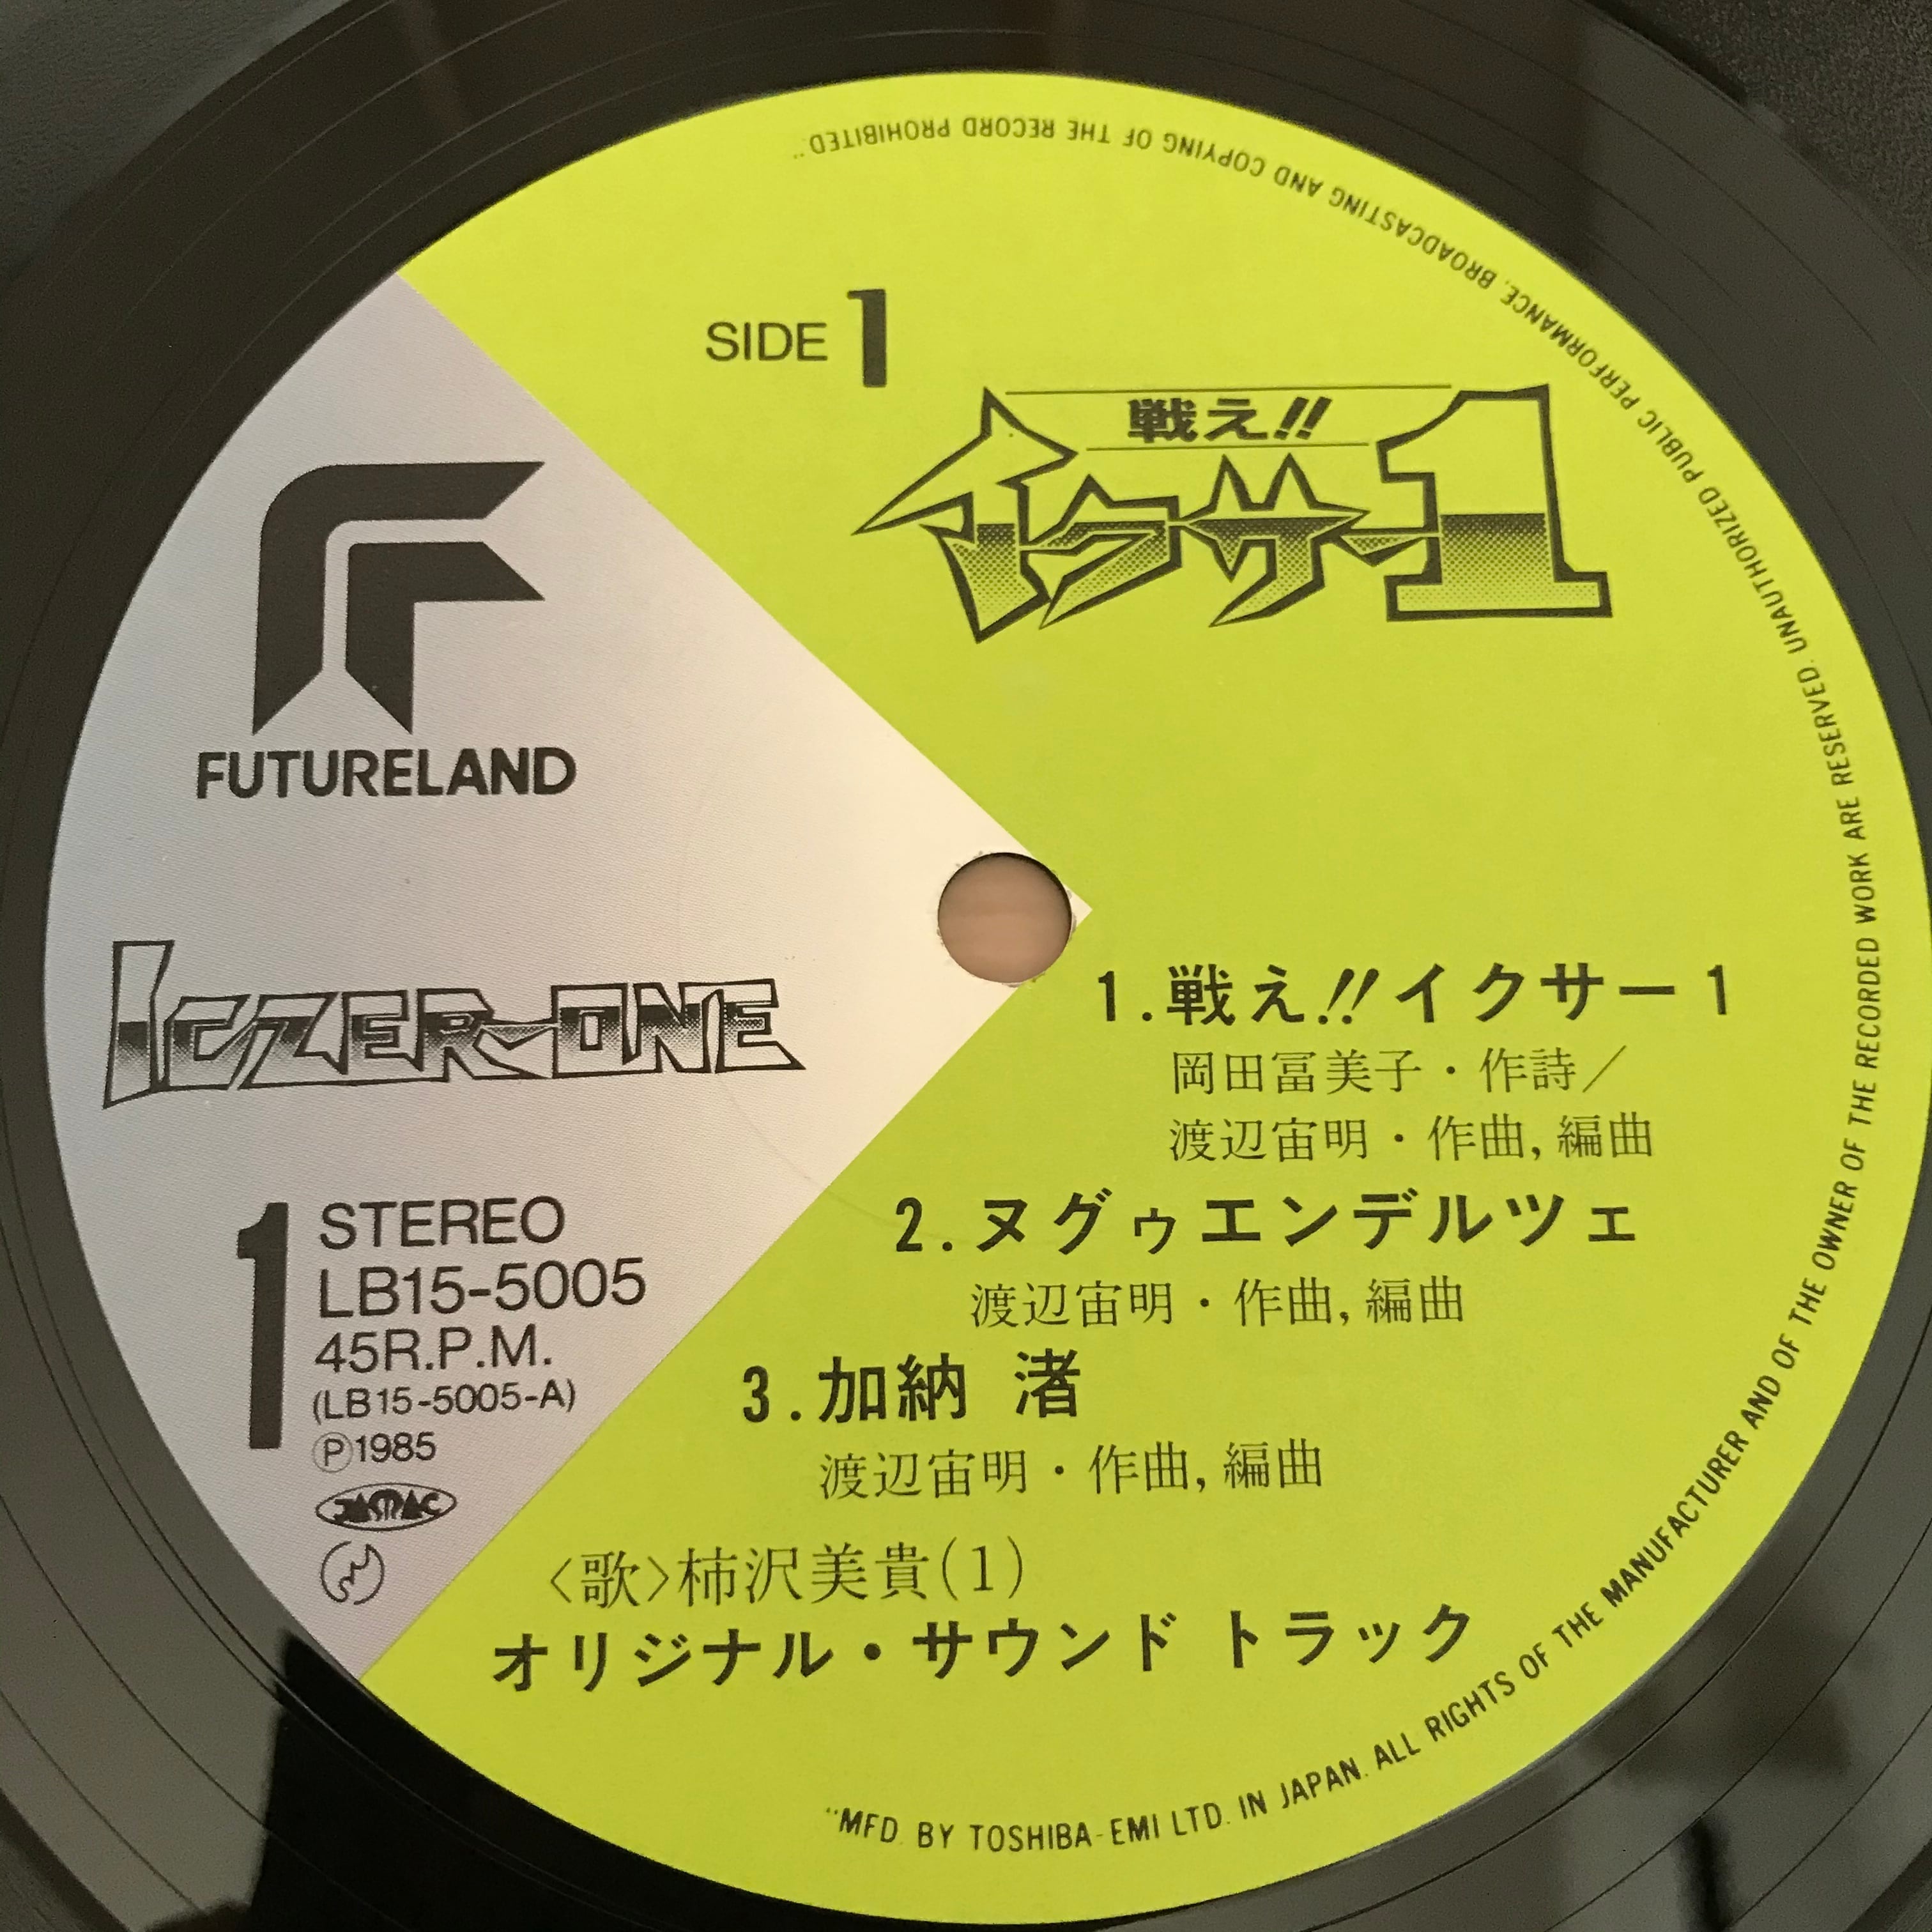 SIDE 1
戦え!!
イクサー1
FUTURELAND
ICZER-ONE
1 STEREO
LB15-5005
45R.P.M.
(LB15-5005-A)
Ⓟ1985
JASRAC
1.戦え!!イクサー1
岡田冨美子・作詩/
渡辺宙明・作曲,編曲
2.ヌグゥエンデルツェ
渡辺宙明・作曲,編曲
3.加納 渚
渡辺宙明・作曲,編曲
〈歌〉柿沢美貴(1)
オリジナル・サウンド トラック
"MFD. BY TOSHIBA-EMI LTD. IN JAPAN. ALL RIGHTS OF THE MANUFACTURER AND OF THE OWNER OF THE RECORDED WORK ARE RESERVED. UNAUTHORIZED PUBLIC PERFORMANCE, BROADCASTING AND COPYING OF THE RECORD PROHIBITED."